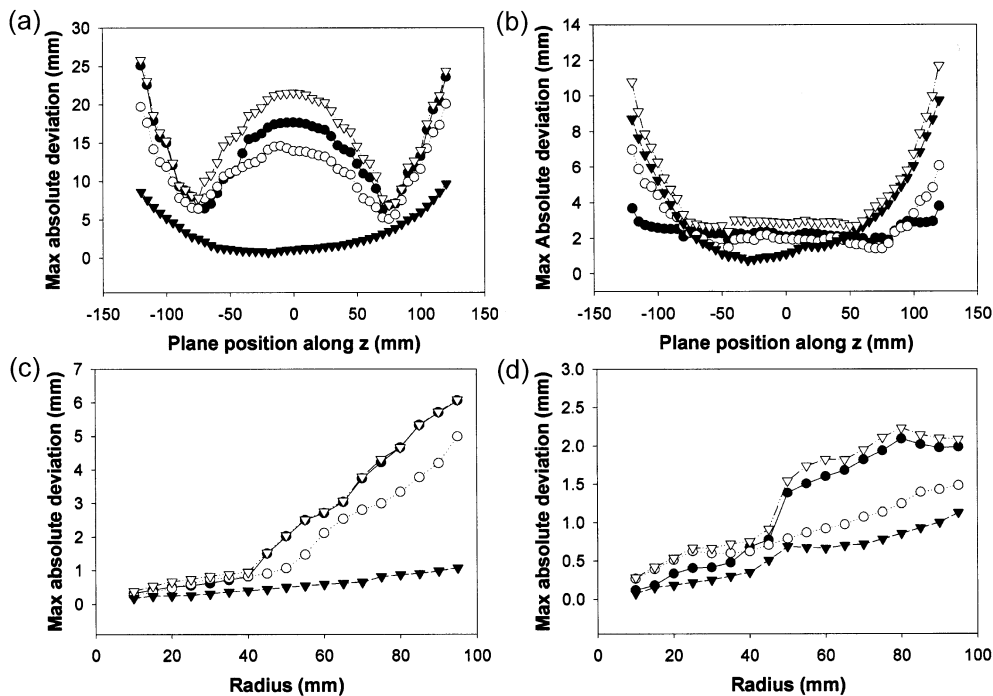 (a)
Max absolute deviation (mm)
30
25
20
15
10
5
0
-150 -100 -50 0 50 100 150
Plane position along z (mm)
(b)
Max Absolute deviation (mm)
14
12
10
8
6
4
2
0
-150 -100 -50 0 50 100 150
Plane position along z (mm)
(c)
Max absolute deviation (mm)
7
6
5
4
3
2
1
0
0 20 40 60 80 100
Radius (mm)
(d)
Max absolute deviation (mm)
3.0
2.5
2.0
1.5
1.0
0.5
0.0
0 20 40 60 80 100
Radius (mm)